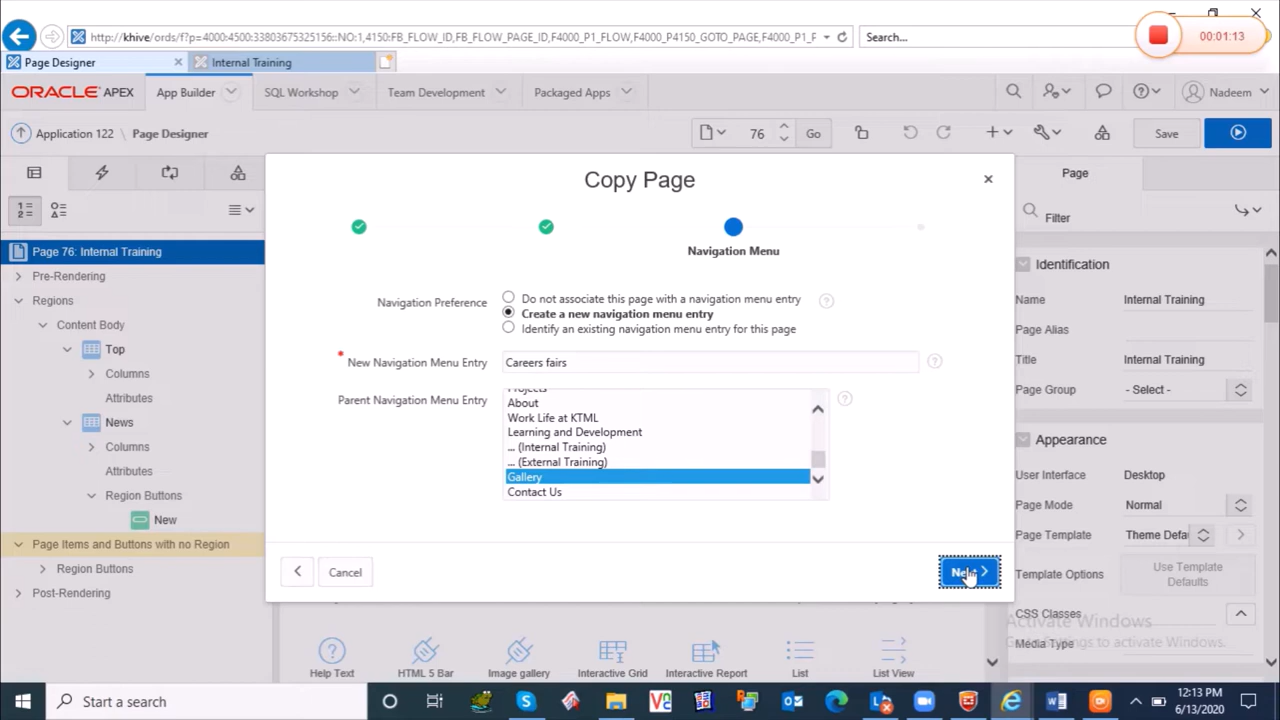 http://khive/ords/f?p=4000:4500:33803675325156::NO:1,4150:FB_FLOW_ID,FB_FLOW_PAGE_ID,F4000_P1_FLOW,F4000_P4150_GOTO_PAGE,F4000_P1_F
Search...
00:01:13
Page Designer
Internal Training
ORACLE APEX
App Builder
SQL Workshop
Team Development
Packaged Apps
Nadeem
Application 122 \ Page Designer
76
Go
Save
Copy Page
Page
Filter
Page 76: Internal Training
Pre-Rendering
Regions
Content Body
Top
Columns
Attributes
News
Columns
Attributes
Region Buttons
New
Page Items and Buttons with no Region
Region Buttons
Post-Rendering
Navigation Menu
Navigation Preference
Do not associate this page with a navigation menu entry
Create a new navigation menu entry
Identify an existing navigation menu entry for this page
New Navigation Menu Entry
Careers fairs
Parent Navigation Menu Entry
Projects
About
Work Life at KTML
Learning and Development
... (Internal Training)
... (External Training)
Gallery
Contact Us
Cancel
Next
Identification
Name
Internal Training
Page Alias
Title
Internal Training
Page Group
- Select -
Appearance
User Interface
Desktop
Page Mode
Normal
Page Template
Theme Defa
Template Options
Use Template
Defaults
CSS Classes
Media Type
Activate Windows
Go to Settings to activate Windows.
Help Text
HTML 5 Bar
Image gallery
Interactive Grid
Interactive Report
List
List View
Start a search
12:13 PM
6/13/2020